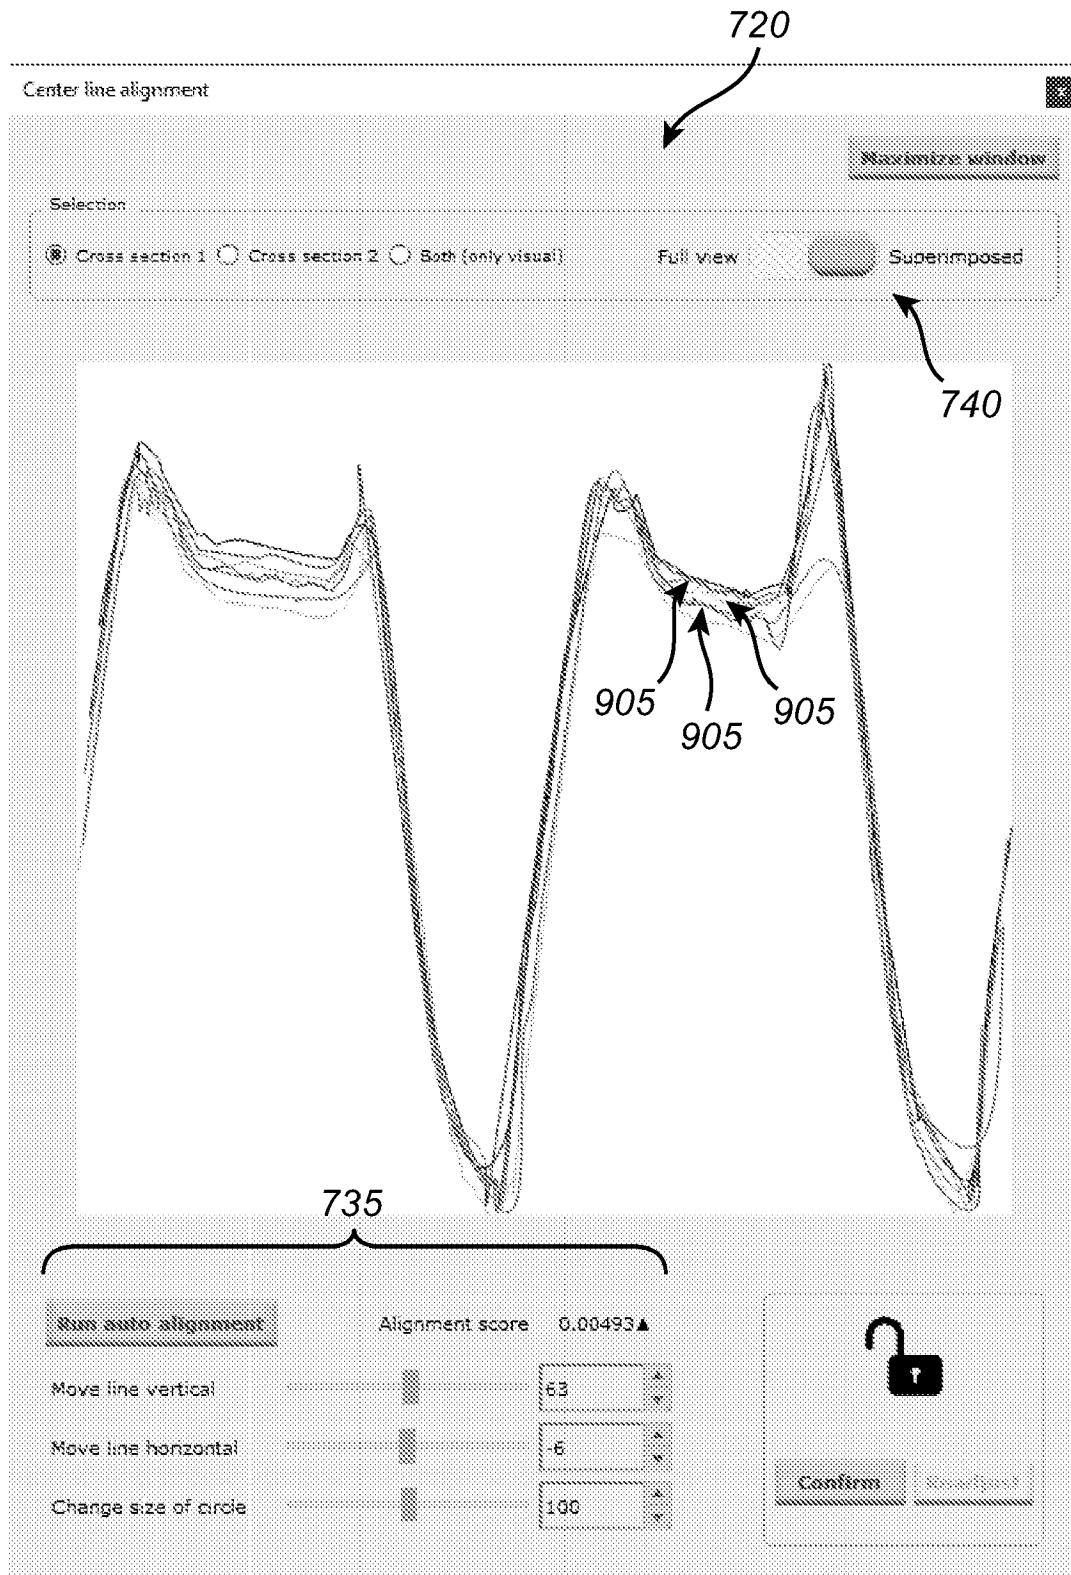 720
Center line alignment
Maximize window
Selection
Cross section 1 Cross section 2 Both (only visual) Full view Superimposed
740
905
905
905
735
Run auto alignment Alignment score 0.00493▲
Move line vertical 63
Move line horizontal -6
Change size of circle 100
Confirm Readjust